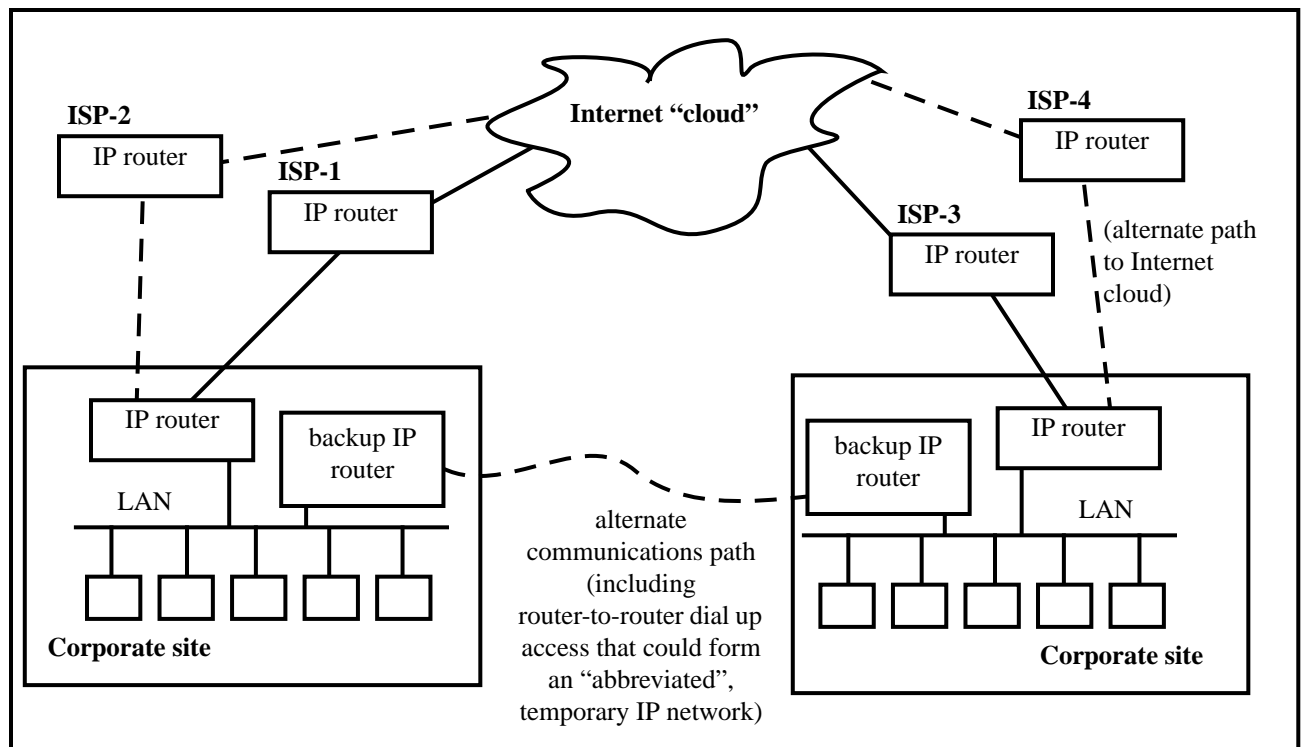 Internet “cloud”
ISP-2
IP router
ISP-1
IP router
ISP-4
IP router
ISP-3
IP router
(alternate path
to Internet
cloud)
IP router
backup IP
router
LAN
Corporate site
alternate
communications path
(including
router-to-router dial up
access that could form
an “abbreviated”,
temporary IP network)
backup IP
router
IP router
LAN
Corporate site